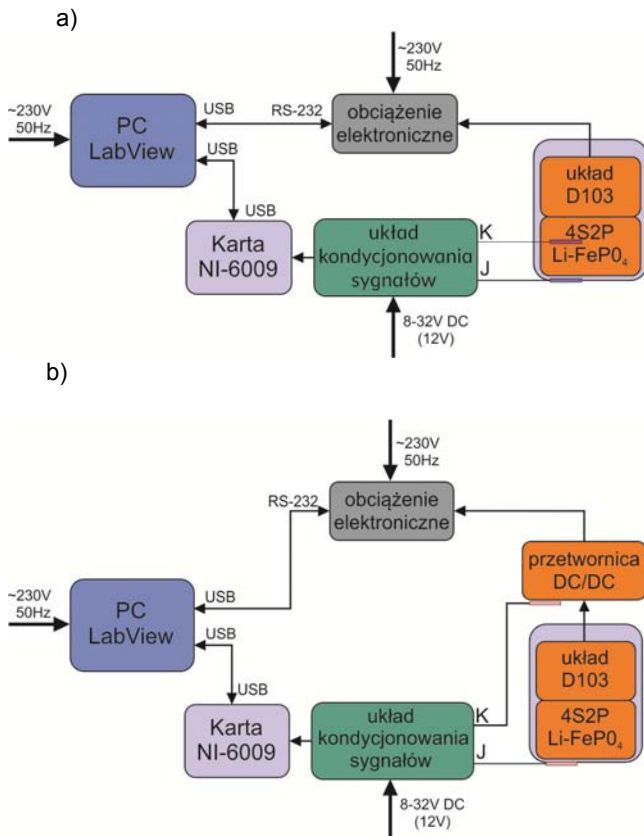 a)
~230V
50Hz
~230V
50Hz
PC
LabView
USB
RS-232
obciążenie
elektroniczne
USB
USB
układ
D103
4S2P
Li-FeP0₄
Karta
NI-6009
układ
kondycjonowania
sygnałów
K
J
8-32V DC
(12V)
b)
~230V
50Hz
RS-232
obciążenie
elektroniczne
przetwornica
DC/DC
~230V
50Hz
PC
LabView
USB
USB
USB
układ
D103
4S2P
Li-FeP0₄
Karta
NI-6009
układ
kondycjonowania
sygnałów
K
J
8-32V DC
(12V)